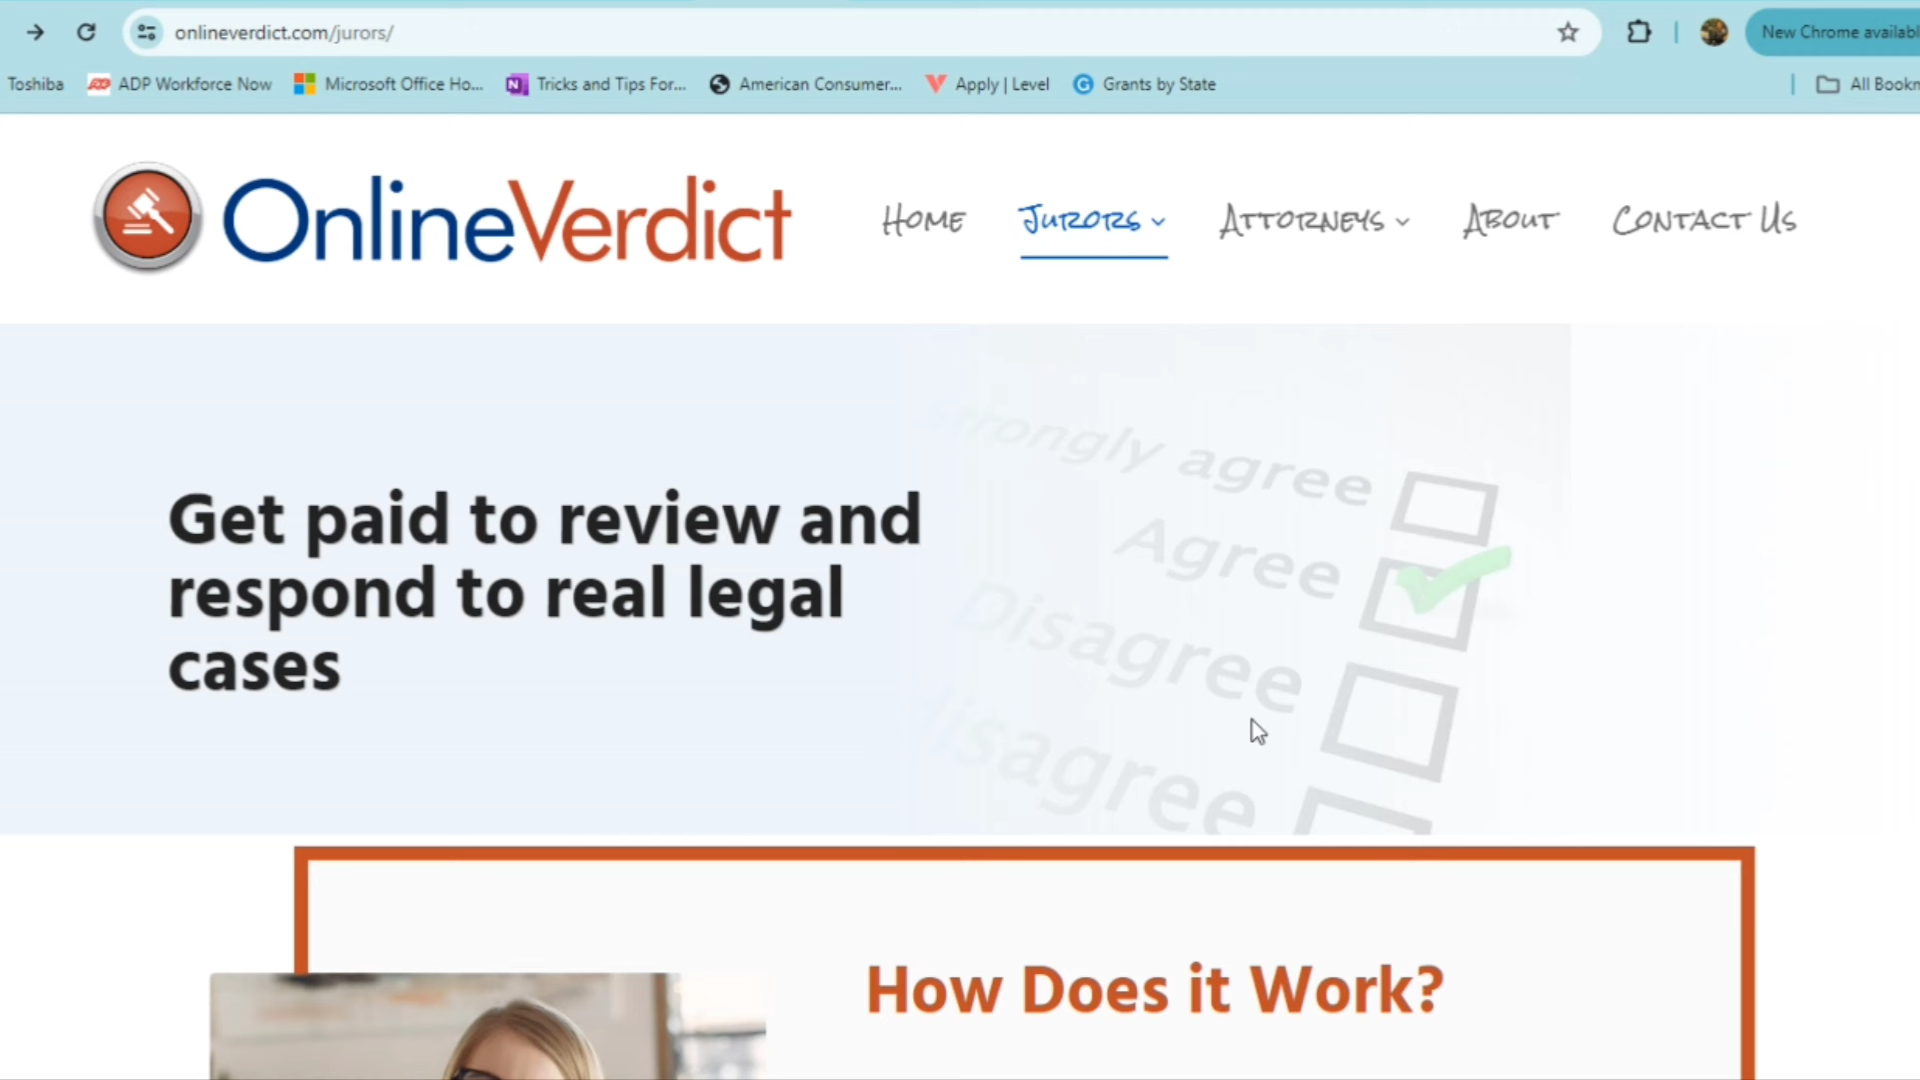 onlineverdict.com/jurors/
New Chrome availabl
Toshiba
ADP Workforce Now
Microsoft Office Ho...
Tricks and Tips For...
American Consumer...
Apply | Level
Grants by State
All Bookm
OnlineVerdict
Home
Jurors
Attorneys
About
Contact Us
strongly agree
Agree
Disagree
disagree
Get paid to review and
respond to real legal
cases
How Does it Work?